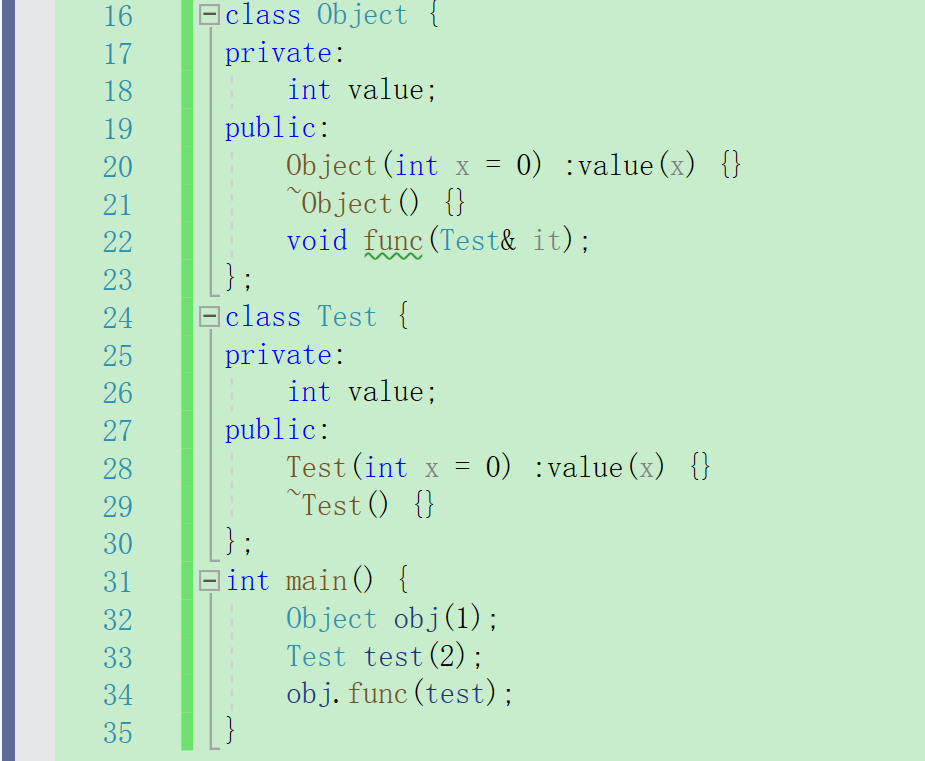 16 class Object {
17 private:
18     int value;
19 public:
20     Object(int x = 0) :value(x) {}
21     ~Object() {}
22     void func(Test& it);
23 };
24 class Test {
25 private:
26     int value;
27 public:
28     Test(int x = 0) :value(x) {}
29     ~Test() {}
30 };
31 int main() {
32     Object obj(1);
33     Test test(2);
34     obj.func(test);
35 }